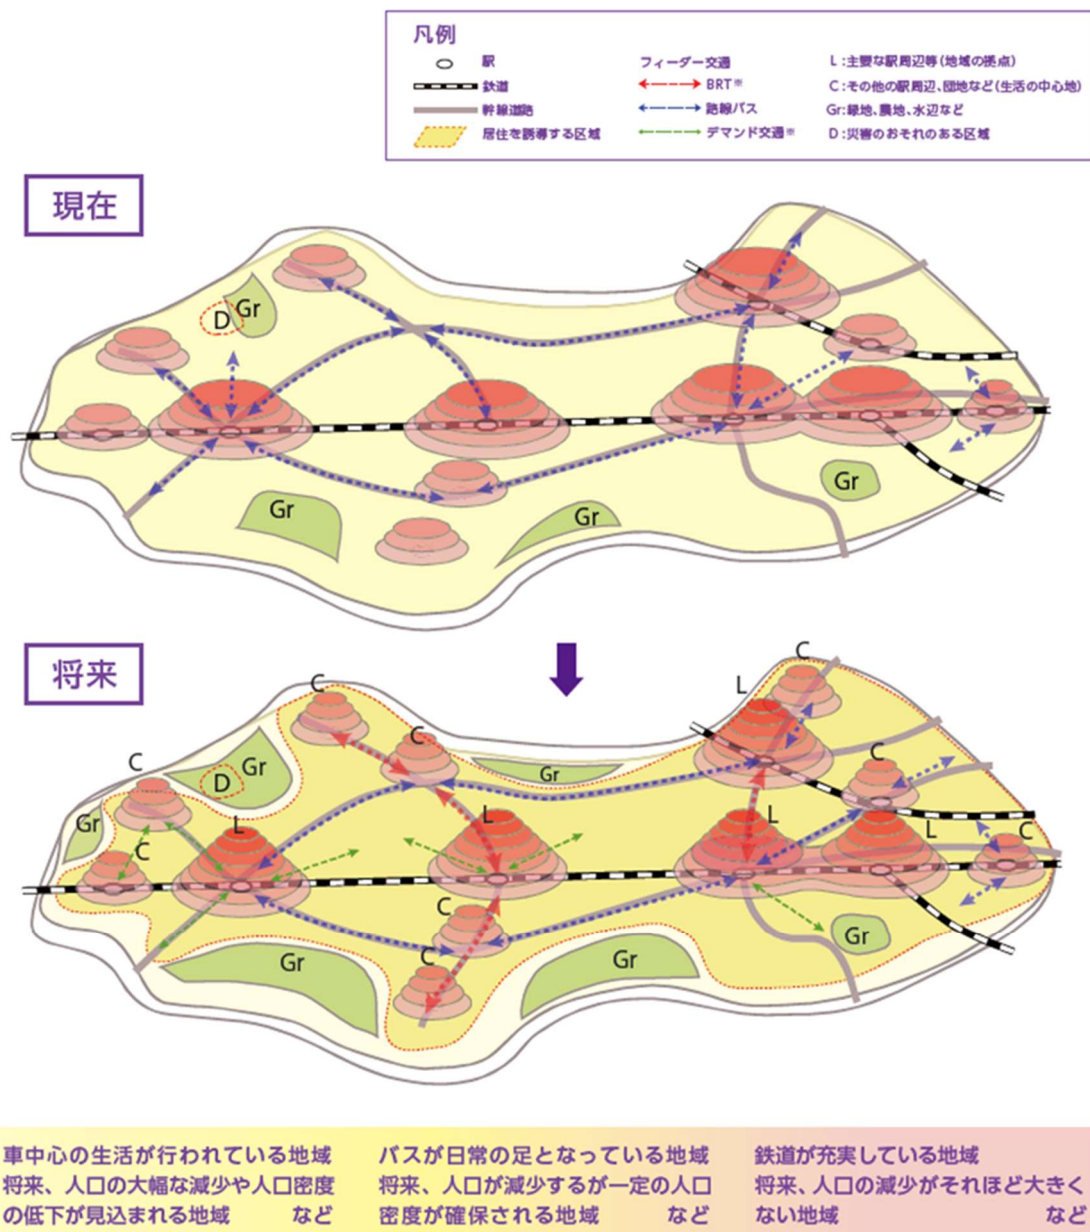 凡例
駅
鉄道
幹線道路
居住を誘導する区域
フィーダー交通
BRT※
路線バス
デマンド交通※
L:主要な駅周辺等(地域の拠点)
C:その他の駅周辺、団地など(生活の中心地)
Gr:緑地、農地、水辺など
D:災害のおそれのある区域
現在
D
Gr
Gr
Gr
Gr
将来
C
L
C
C
C
C
Gr
D
Gr
Gr
L
C
L
L
L
C
C
C
Gr
Gr
Gr
車中心の生活が行われている地域
将来、人口の大幅な減少や人口密度
の低下が見込まれる地域 など
バスが日常の足となっている地域
将来、人口が減少するが一定の人口
密度が確保される地域 など
鉄道が充実している地域
将来、人口の減少がそれほど大きく
ない地域 など